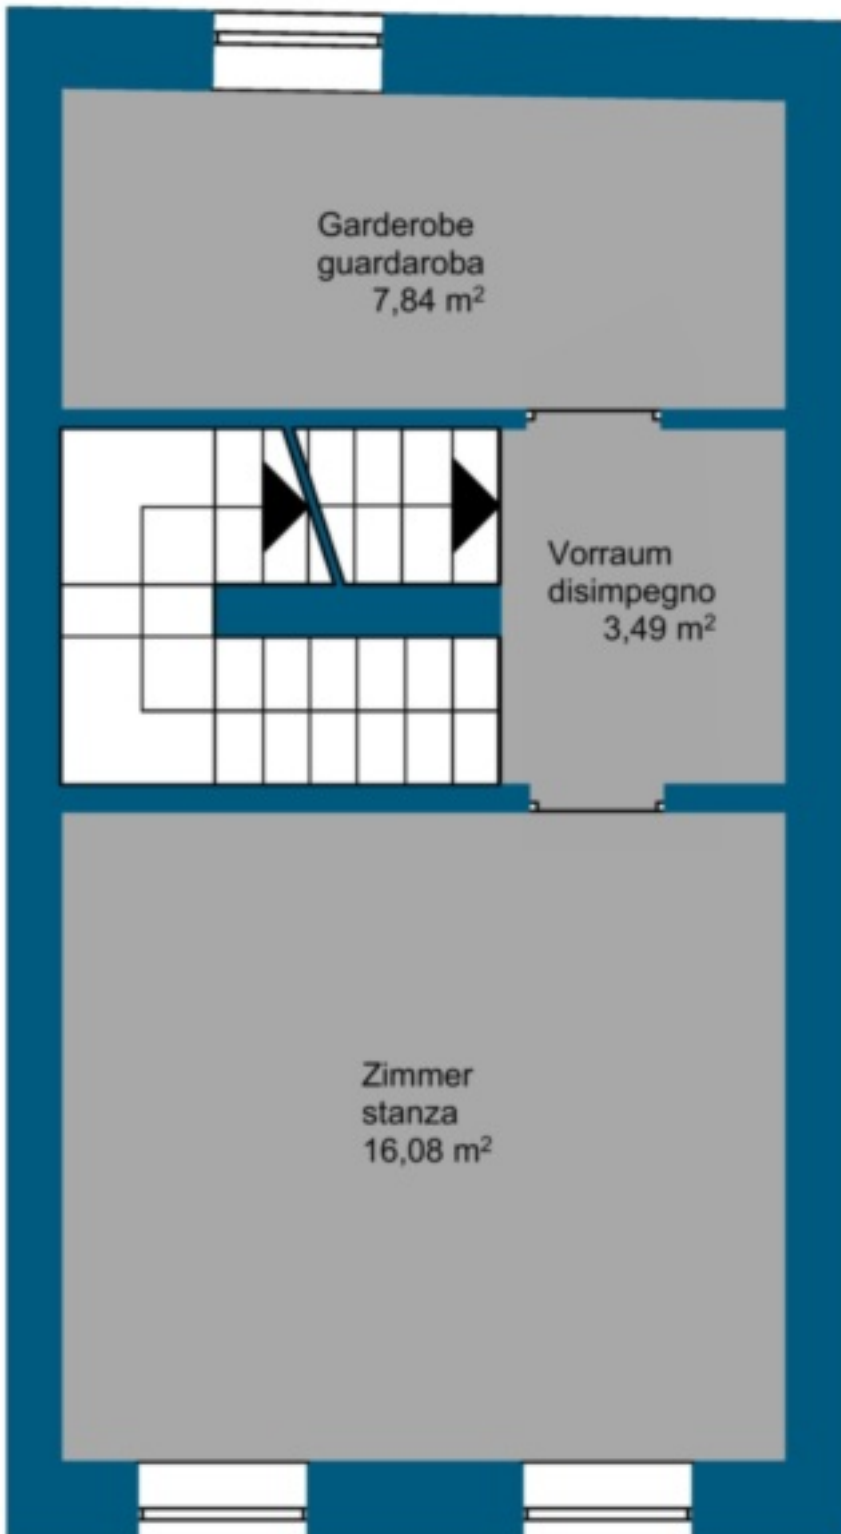 Garderobe
guardaroba
7,84 m²
Vorraum
disimpegno
3,49 m²
Zimmer
stanza
16,08 m²